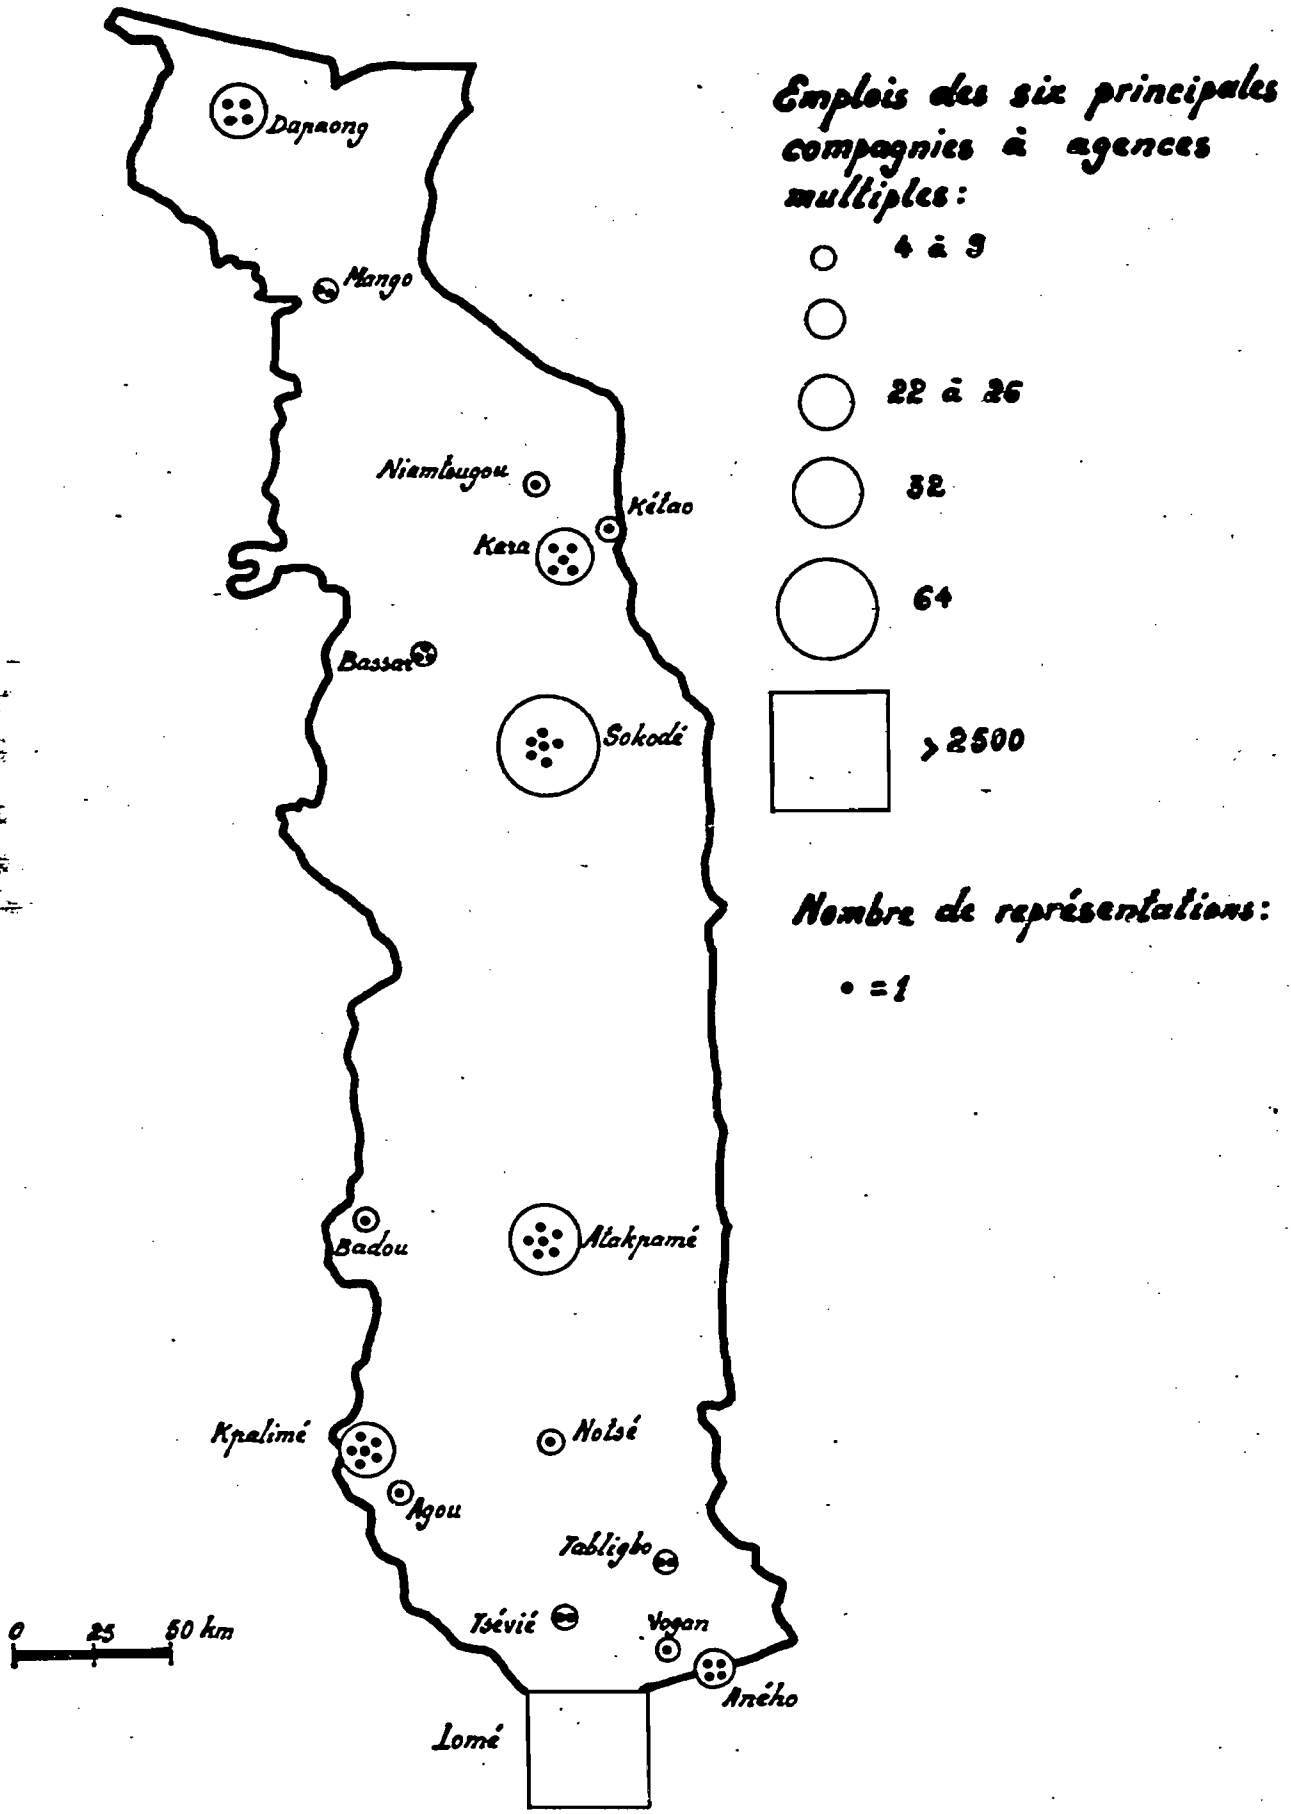 Emplois des six principales
compagnies à agences
multiples:
4 à 9
22 à 26
32
64
> 2500
Nombre de représentations:
• = 1
Dapaong
Mango
Niamtougou
Kétao
Kara
Bassar
Sokodé
Badou
Atakpamé
Kpalimé
Notsé
Agou
Tabligbo
Tsévié
Vogan
Aného
Lomé
0 25 50 km